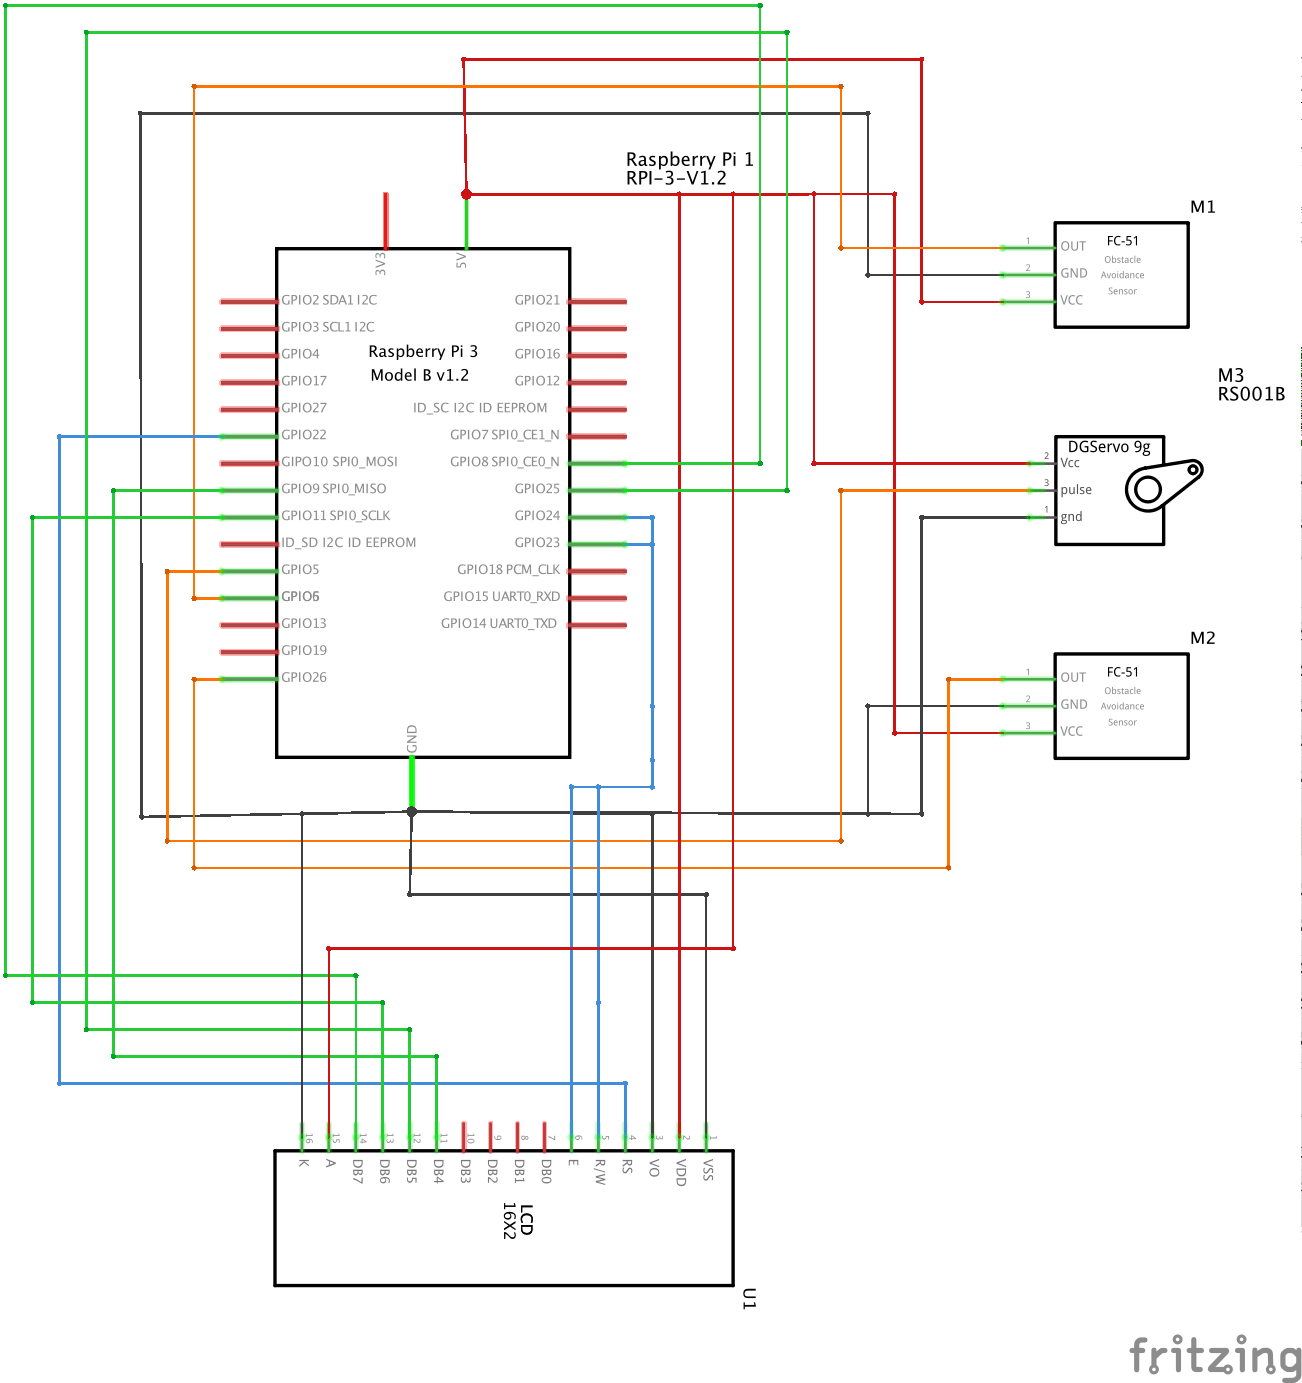 Raspberry Pi 1
RPI-3-V1.2
3V3
5V
GPIO2 SDA1 I2C
GPIO3 SCL1 I2C
GPIO4
GPIO17
GPIO27
GPIO22
GIPO10 SPI0_MOSI
GPIO9 SPI0_MISO
GPIO11 SPI0_SCLK
ID_SD I2C ID EEPROM
GPIO5
GPIO6
GPIO13
GPIO19
GPIO26
Raspberry Pi 3
Model B v1.2
GPIO21
GPIO20
GPIO16
GPIO12
ID_SC I2C ID EEPROM
GPIO7 SPI0_CE1_N
GPIO8 SPI0_CE0_N
GPIO25
GPIO24
GPIO23
GPIO18 PCM_CLK
GPIO15 UART0_RXD
GPIO14 UART0_TXD
GND
M1
1 OUT
2 GND
3 VCC
FC-51
Obstacle
Avoidance
Sensor
M3
RS001B
DGServo 9g
2 Vcc
3 pulse
1 gnd
M2
1 OUT
2 GND
3 VCC
FC-51
Obstacle
Avoidance
Sensor
16 15 14 13 12 11 10 9 8 7 6 5 4 3 2 1
K A DB7 DB6 DB5 DB4 DB3 DB2 DB1 DB0 E R/W RS VO VDD VSS
LCD
16X2
U1
fritzing